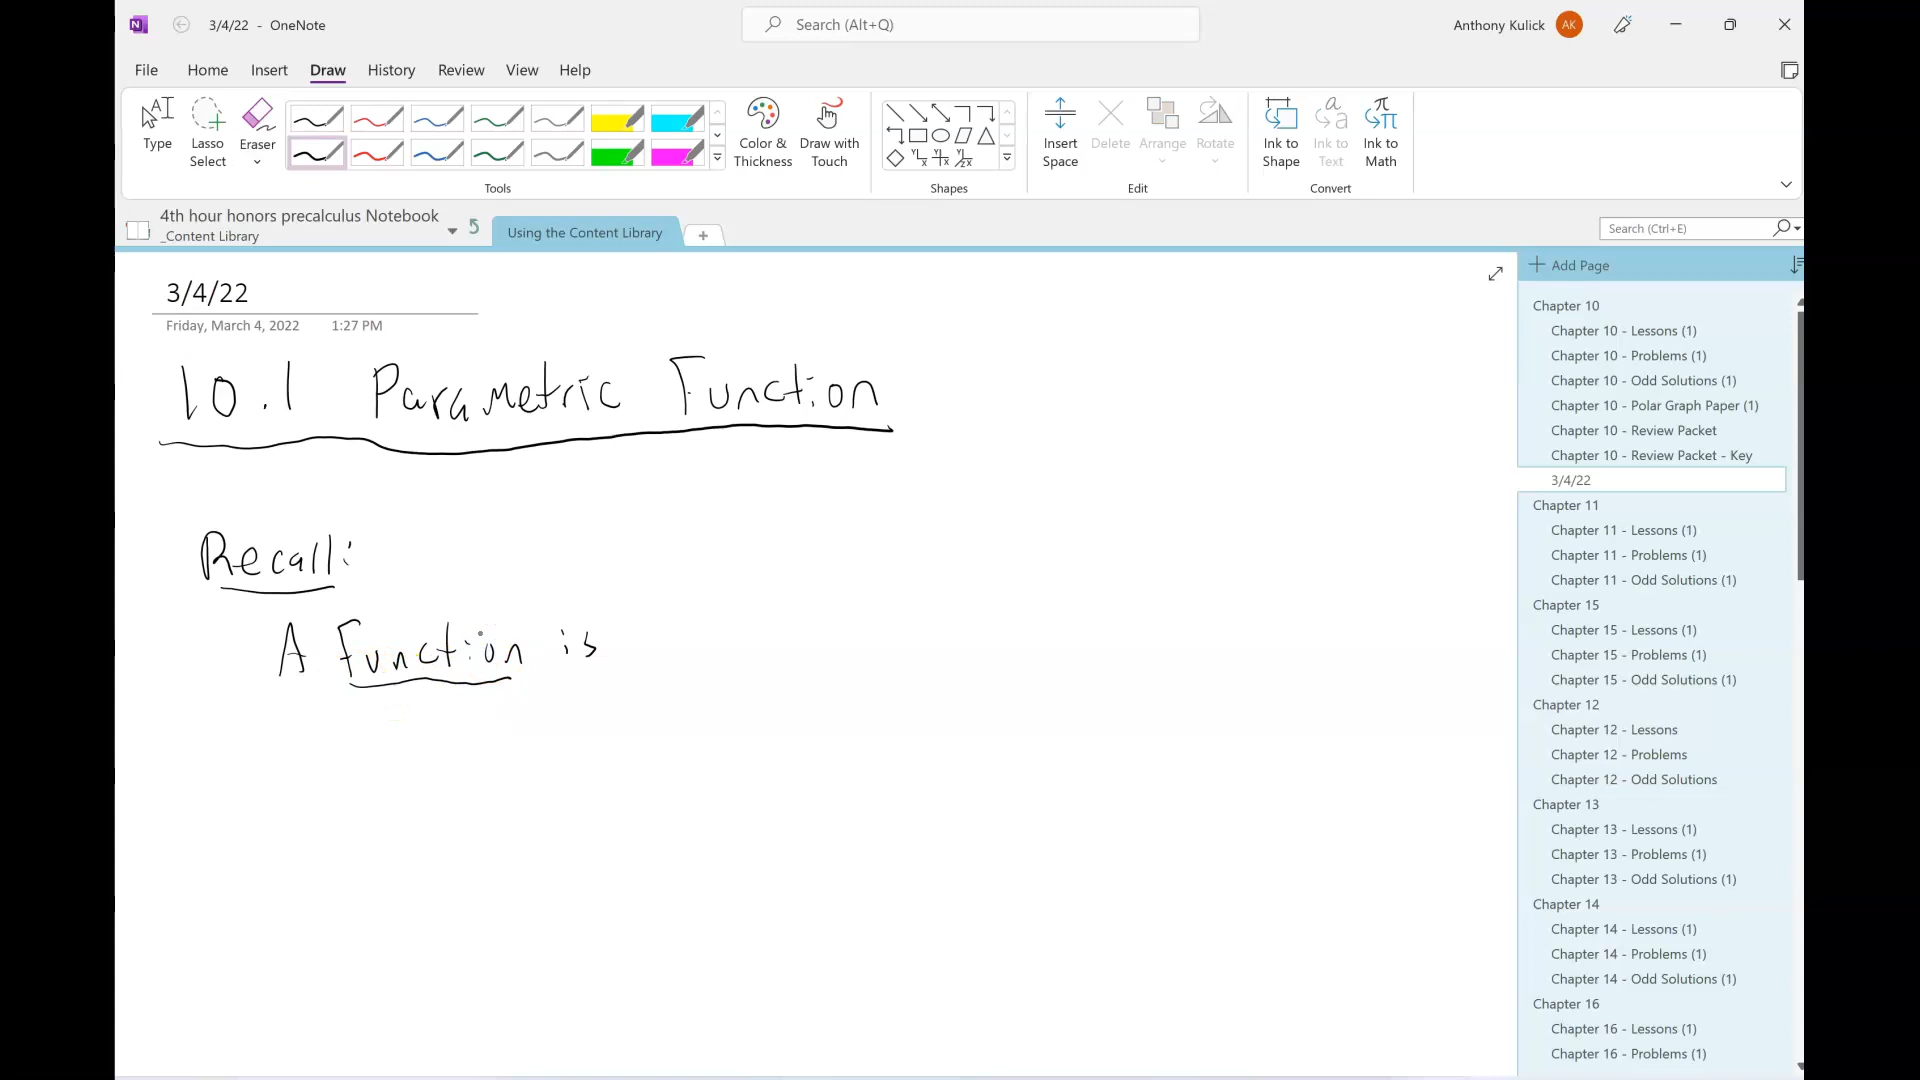 3/4/22 - OneNote
Search (Alt+Q)
Anthony Kulick
AK
File Home Insert Draw History Review View Help
Type
Lasso Select
Eraser
Color & Thickness
Draw with Touch
Insert Space
Delete
Arrange
Rotate
Ink to Shape
Ink to Text
Ink to Math
Tools
Shapes
Edit
Convert
4th hour honors precalculus Notebook
_Content Library
Using the Content Library
Search (Ctrl+E)
3/4/22
Friday, March 4, 2022 1:27 PM
10.1 Parametric Function
Recall:
A function is
Add Page
Chapter 10
Chapter 10 - Lessons (1)
Chapter 10 - Problems (1)
Chapter 10 - Odd Solutions (1)
Chapter 10 - Polar Graph Paper (1)
Chapter 10 - Review Packet
Chapter 10 - Review Packet - Key
3/4/22
Chapter 11
Chapter 11 - Lessons (1)
Chapter 11 - Problems (1)
Chapter 11 - Odd Solutions (1)
Chapter 15
Chapter 15 - Lessons (1)
Chapter 15 - Problems (1)
Chapter 15 - Odd Solutions (1)
Chapter 12
Chapter 12 - Lessons
Chapter 12 - Problems
Chapter 12 - Odd Solutions
Chapter 13
Chapter 13 - Lessons (1)
Chapter 13 - Problems (1)
Chapter 13 - Odd Solutions (1)
Chapter 14
Chapter 14 - Lessons (1)
Chapter 14 - Problems (1)
Chapter 14 - Odd Solutions (1)
Chapter 16
Chapter 16 - Lessons (1)
Chapter 16 - Problems (1)